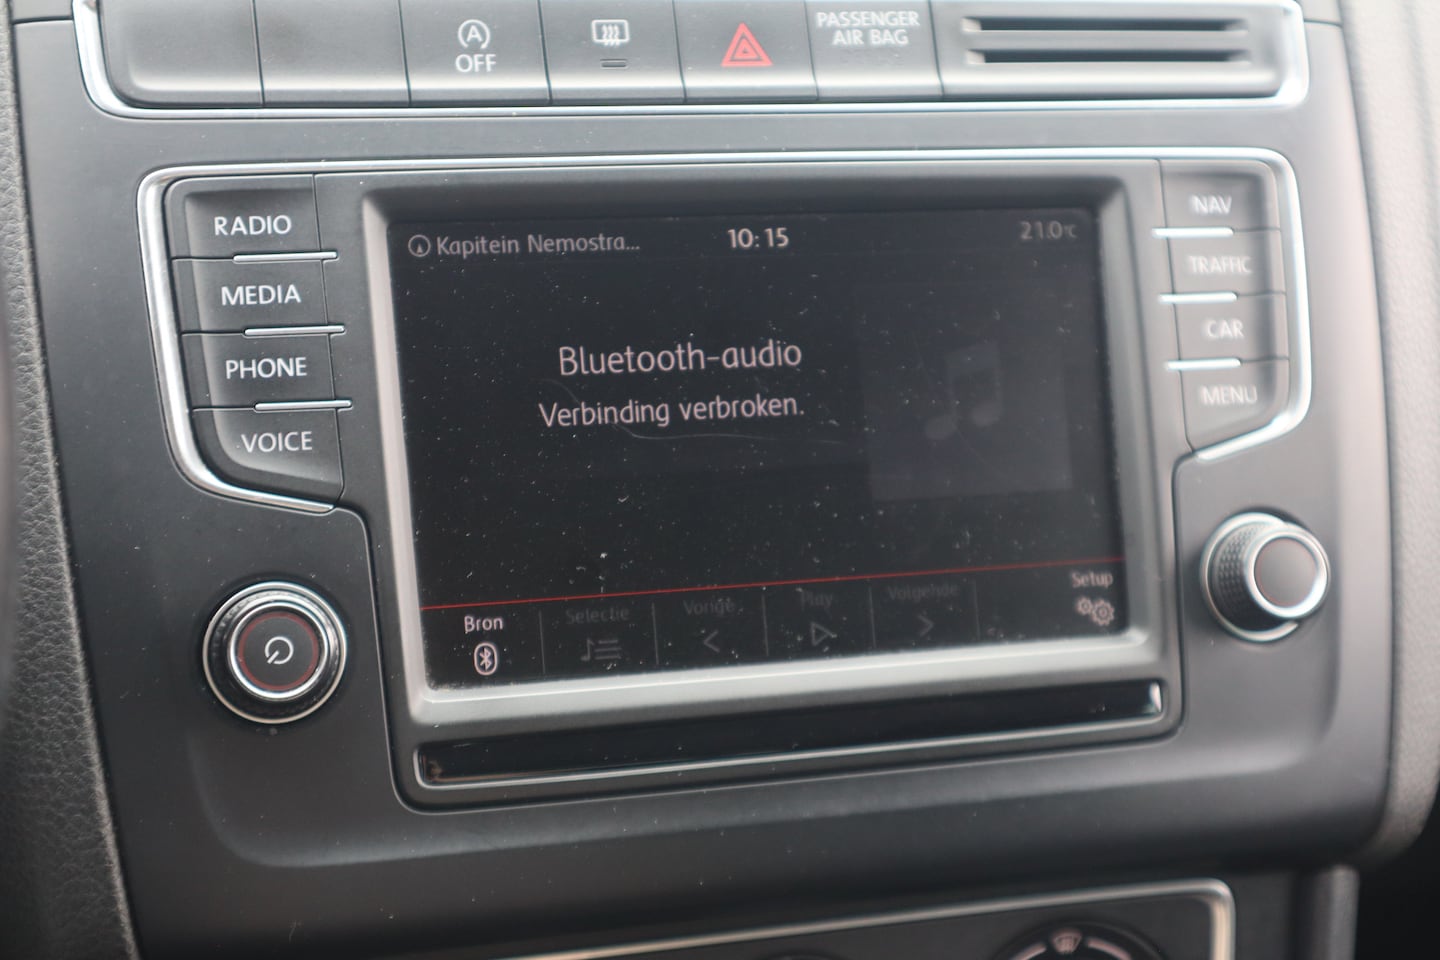 OFF
PASSENGER
AIR BAG
RADIO
MEDIA
PHONE
VOICE
NAV
TRAFFIC
CAR
MENU
Kapitein Nemostra...
10:15
21.0°C
Bluetooth-audio
Verbinding verbroken.
Bron
Selectie
Vorige
Play
Volgende
Setup